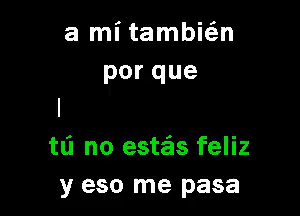 a mí también
por que
l
tú no estás feliz
y eso me pasa